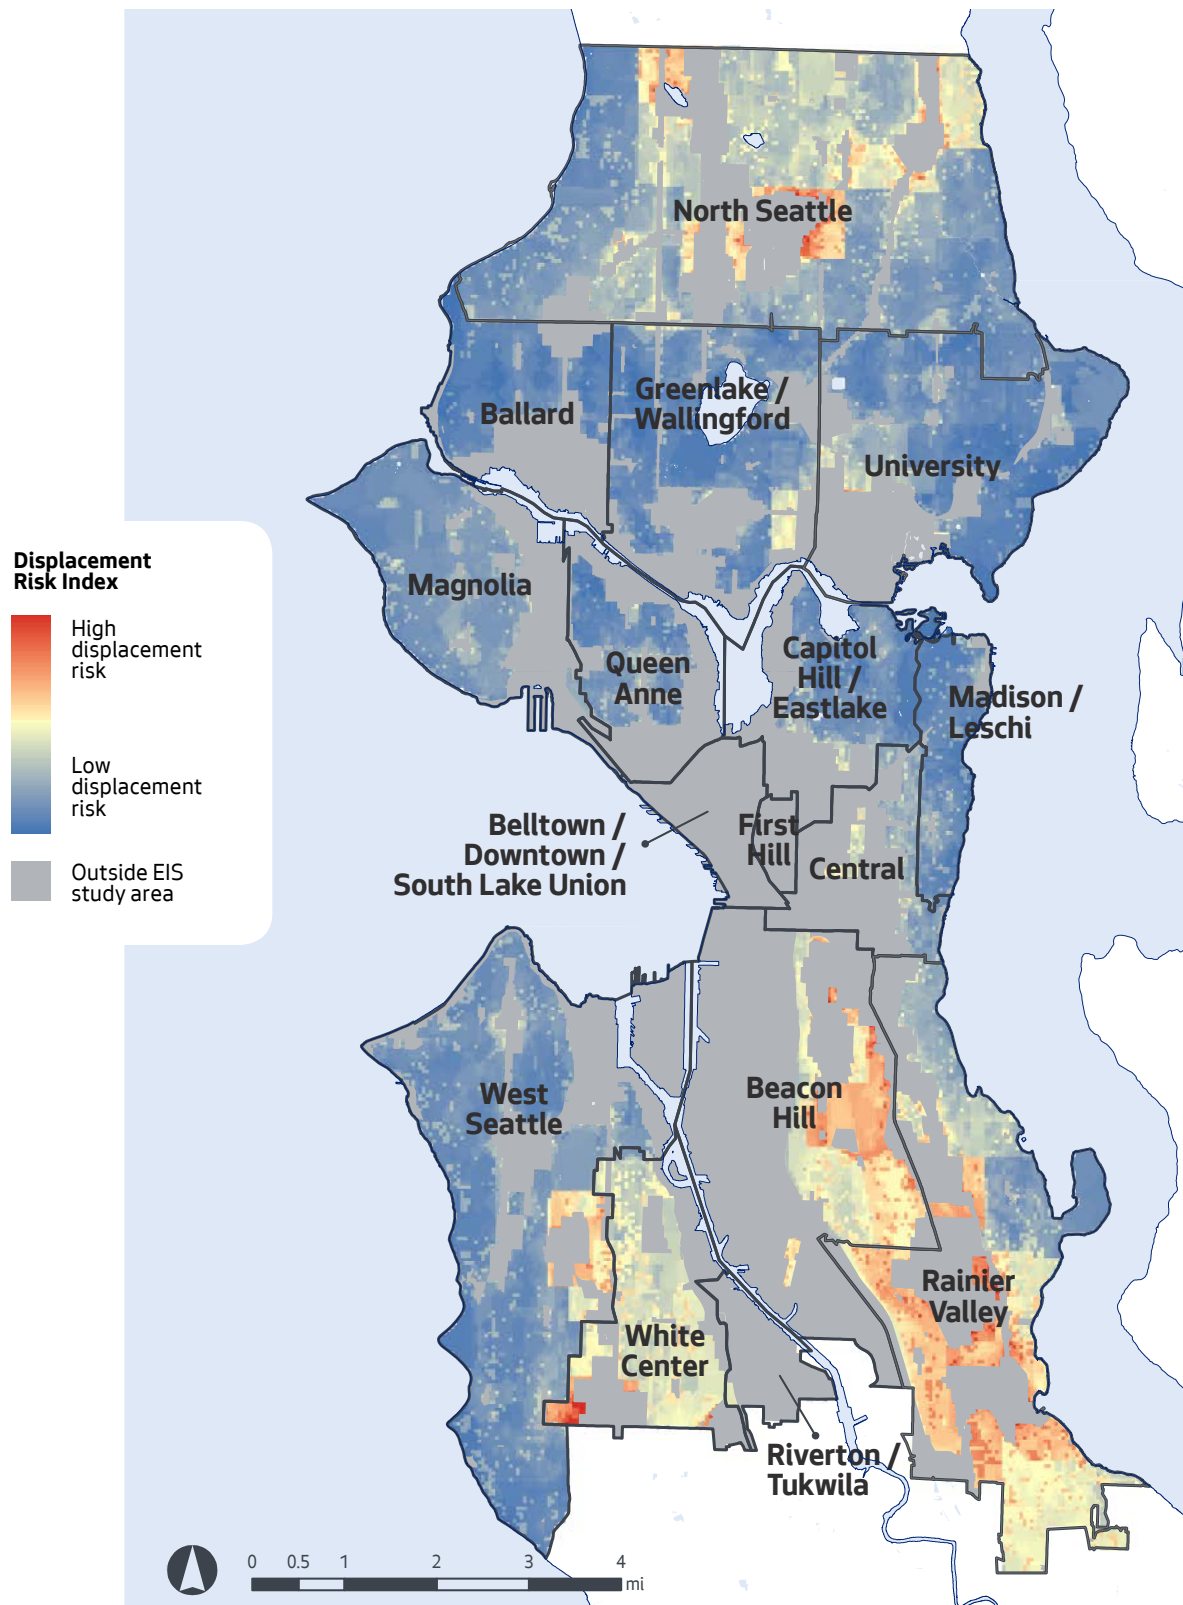 North Seattle
Greenlake /
Wallingford
Ballard
University
Displacement
Risk Index
High
displacement
risk
Low
displacement
risk
Outside EIS
study area
Magnolia
Queen
Anne
Capitol
Hill /
Eastlake
Madison /
Leschi
Belltown /
Downtown /
South Lake Union
First
Hill
Central
West
Seattle
Beacon
Hill
Rainier
Valley
White
Center
Riverton /
Tukwila
0 0.5 1 2 3 4
mi